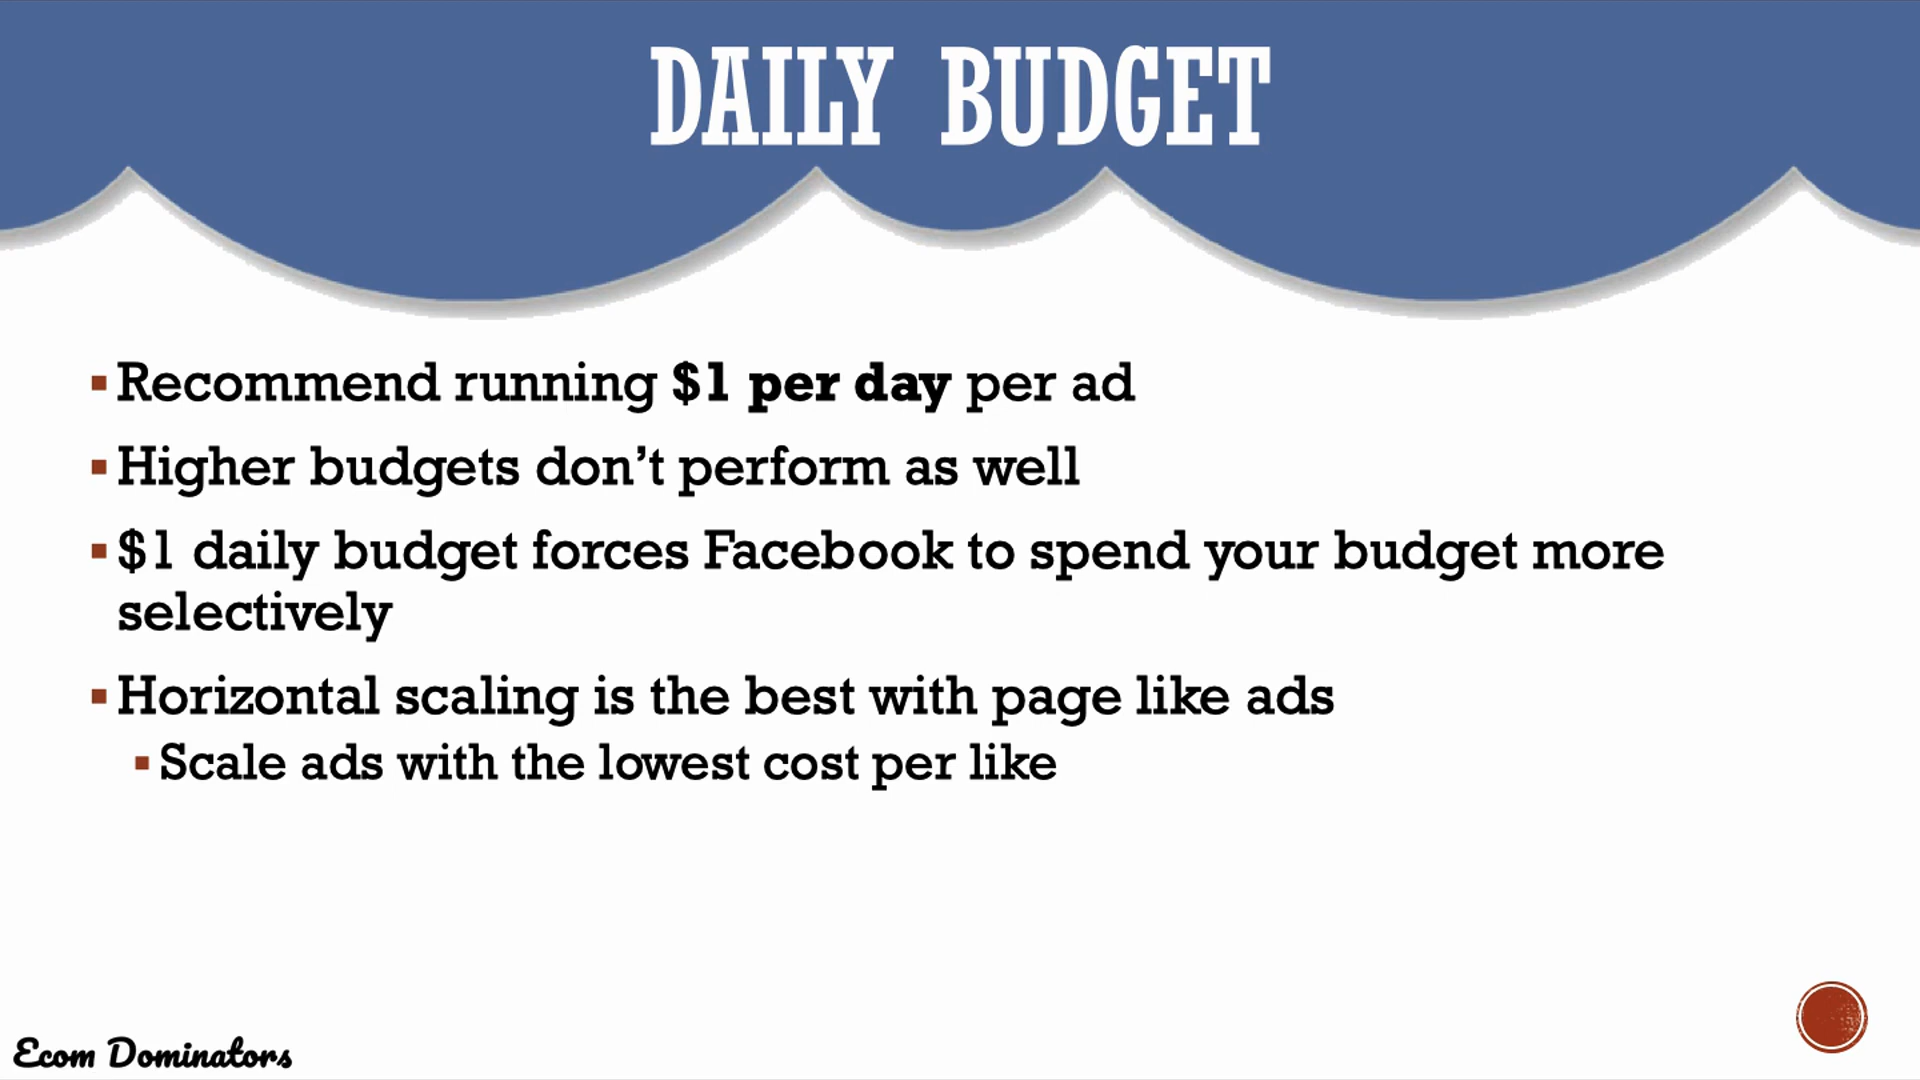 DAILY BUDGET
Recommend running $1 per day per ad
Higher budgets don’t perform as well
$1 daily budget forces Facebook to spend your budget more
selectively
Horizontal scaling is the best with page like ads
Scale ads with the lowest cost per like
Ecom Dominators